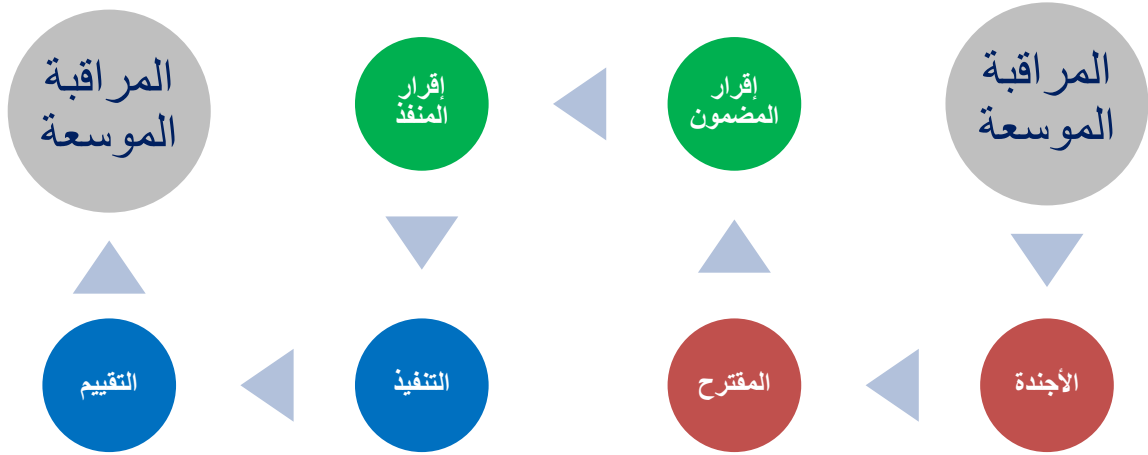 المراقبة
الموسعة
الأجندة
المقترح
إقرار
المضمون
إقرار
المنفذ
التنفيذ
التقييم
المراقبة
الموسعة